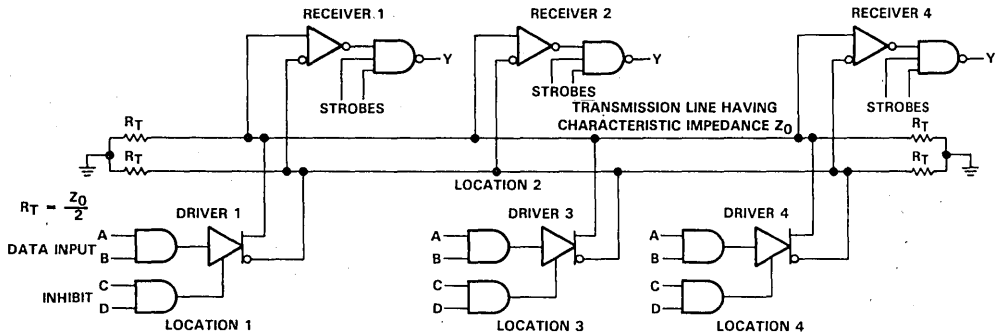 RECEIVER 1
RECEIVER 2
RECEIVER 4
Y
Y
Y
STROBES
STROBES
STROBES
TRANSMISSION LINE HAVING
CHARACTERISTIC IMPEDANCE Z0
RT
RT
RT
RT
LOCATION 2
RT = Z0/2
DRIVER 1
DRIVER 3
DRIVER 4
DATA INPUT
A
B
A
B
A
B
INHIBIT
C
D
C
D
C
D
LOCATION 1
LOCATION 3
LOCATION 4